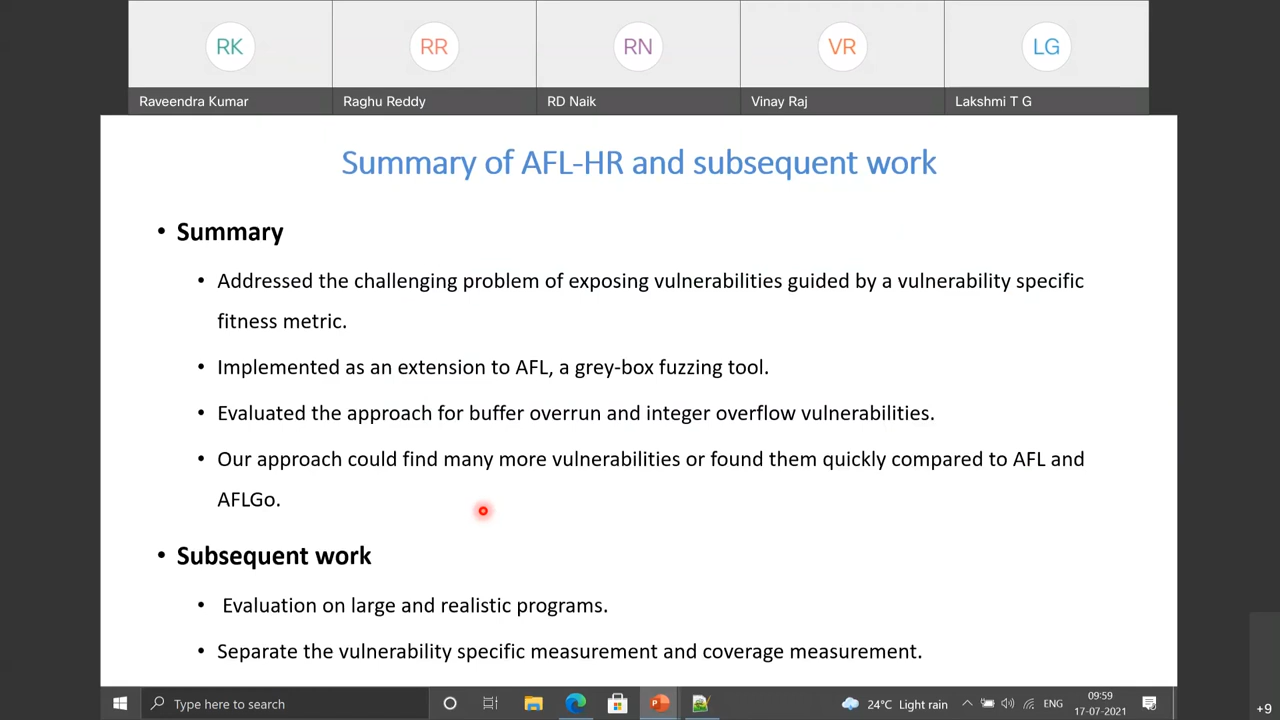 RK
RR
RN
VR
LG
Raveendra Kumar
Raghu Reddy
RD Naik
Vinay Raj
Lakshmi T G
Summary of AFL-HR and subsequent work
• Summary
• Addressed the challenging problem of exposing vulnerabilities guided by a vulnerability specific
fitness metric.
• Implemented as an extension to AFL, a grey-box fuzzing tool.
• Evaluated the approach for buffer overrun and integer overflow vulnerabilities.
• Our approach could find many more vulnerabilities or found them quickly compared to AFL and
AFLGo.
• Subsequent work
• Evaluation on large and realistic programs.
• Separate the vulnerability specific measurement and coverage measurement.
Type here to search
24°C Light rain
ENG
09:59
17-07-2021
+9